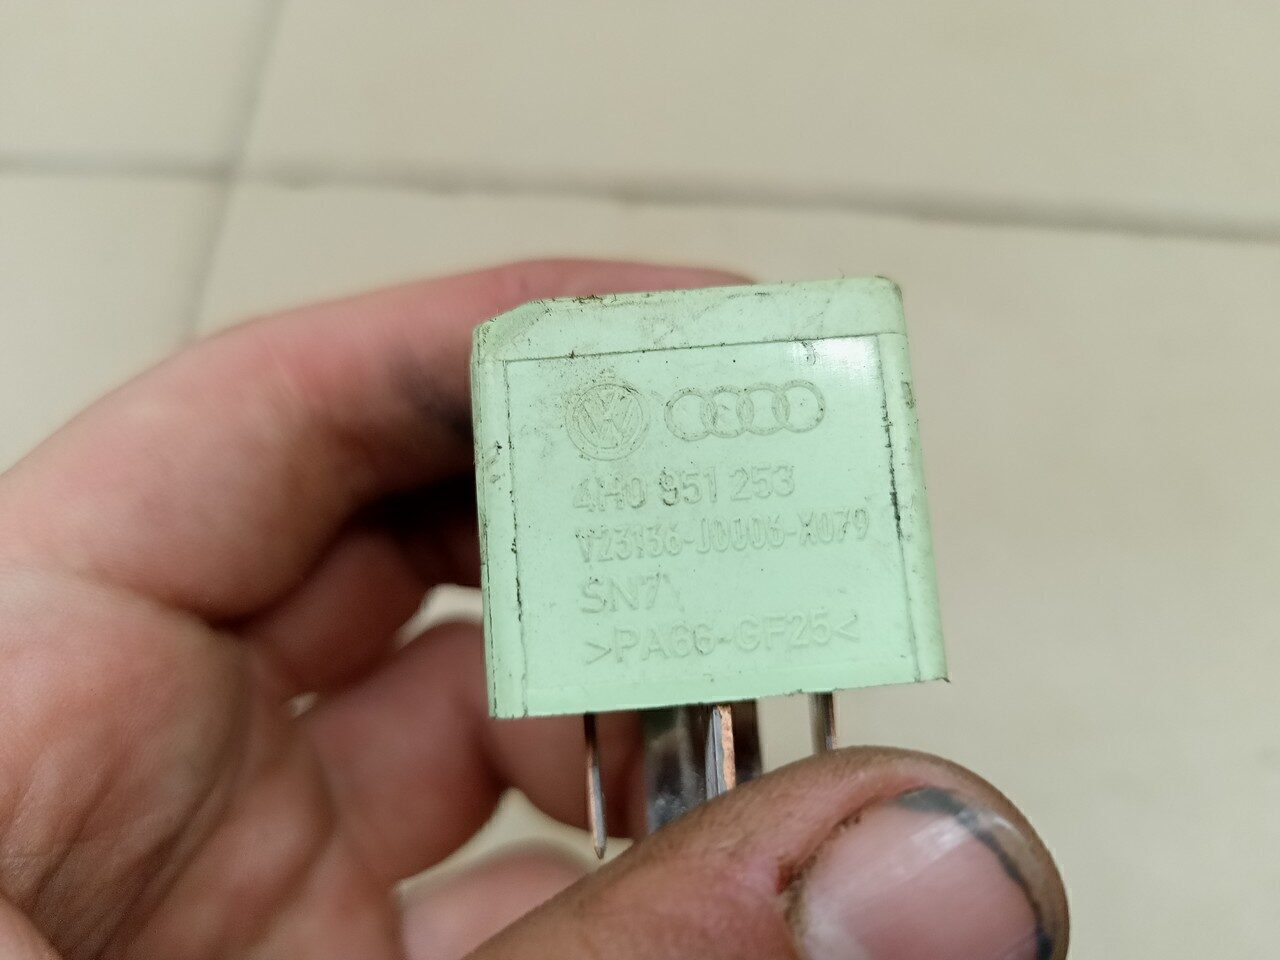 4H0 951 253
V23136-J0006-X079
SN7
>PA66-GF25<